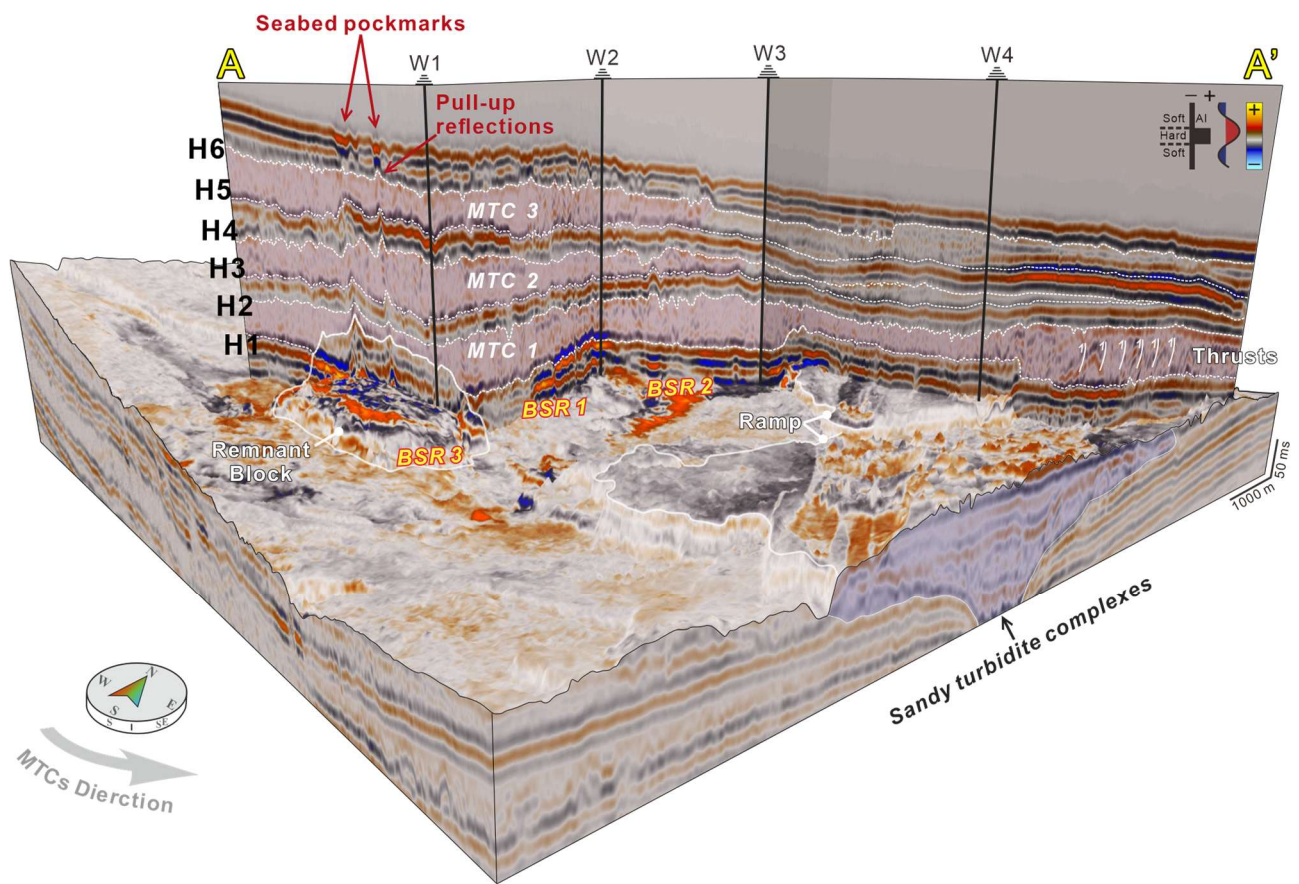 Seabed pockmarks
A
W1
W2
W3
W4
A'
Pull-up
reflections
− +
Soft AI
Hard
Soft
+
−
H6
H5
H4
H3
H2
H1
MTC 3
MTC 2
MTC 1
Thrusts
BSR 1
BSR 2
BSR 3
Ramp
Remnant
Block
50 ms
1000 m
Sandy turbidite complexes
N
W
E
S
S
SE
MTCs Dierction